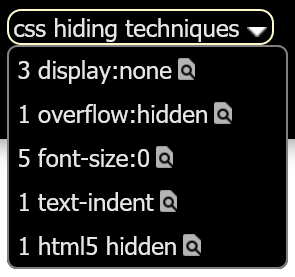 css hiding techniques
3 display:none
1 overflow:hidden
5 font-size:0
1 text-indent
1 html5 hidden